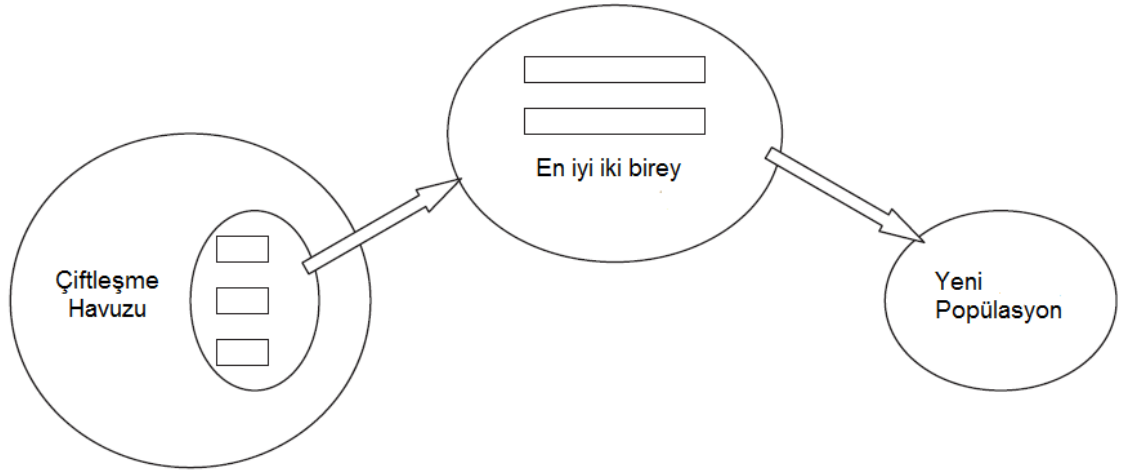 Çiftleşme
Havuzu
En iyi iki birey
Yeni
Popülasyon